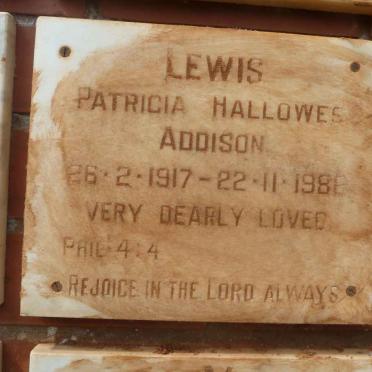 LEWIS
PATRICIA HALLOWES
ADDISON
26·2·1917–22·11·1982
VERY DEARLY LOVED
PHIL 4:4
REJOICE IN THE LORD ALWAYS